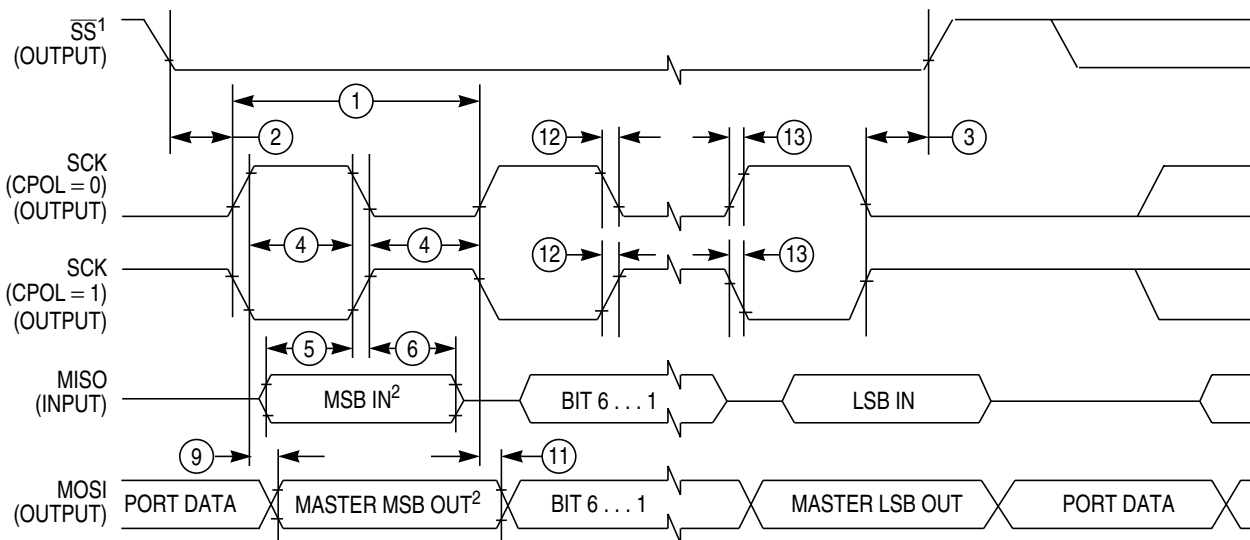 SS1
(OUTPUT)
1
2
12
13
3
SCK
(CPOL = 0)
(OUTPUT)
4
4
12
13
SCK
(CPOL = 1)
(OUTPUT)
5
6
MISO
(INPUT)
MSB IN2
BIT 6 . . . 1
LSB IN
9
11
MOSI
(OUTPUT)
PORT DATA
MASTER MSB OUT2
BIT 6 . . . 1
MASTER LSB OUT
PORT DATA